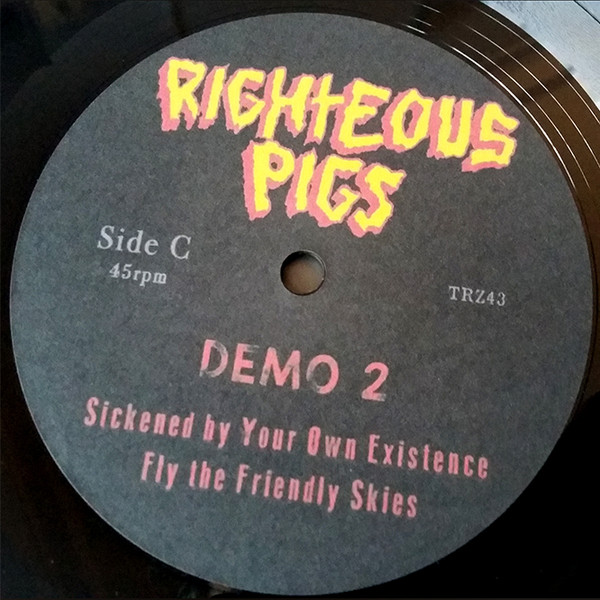 RIGHTEOUS
PIGS
Side C
45rpm
TRZ43
DEMO 2
Sickened by Your Own Existence
Fly the Friendly Skies